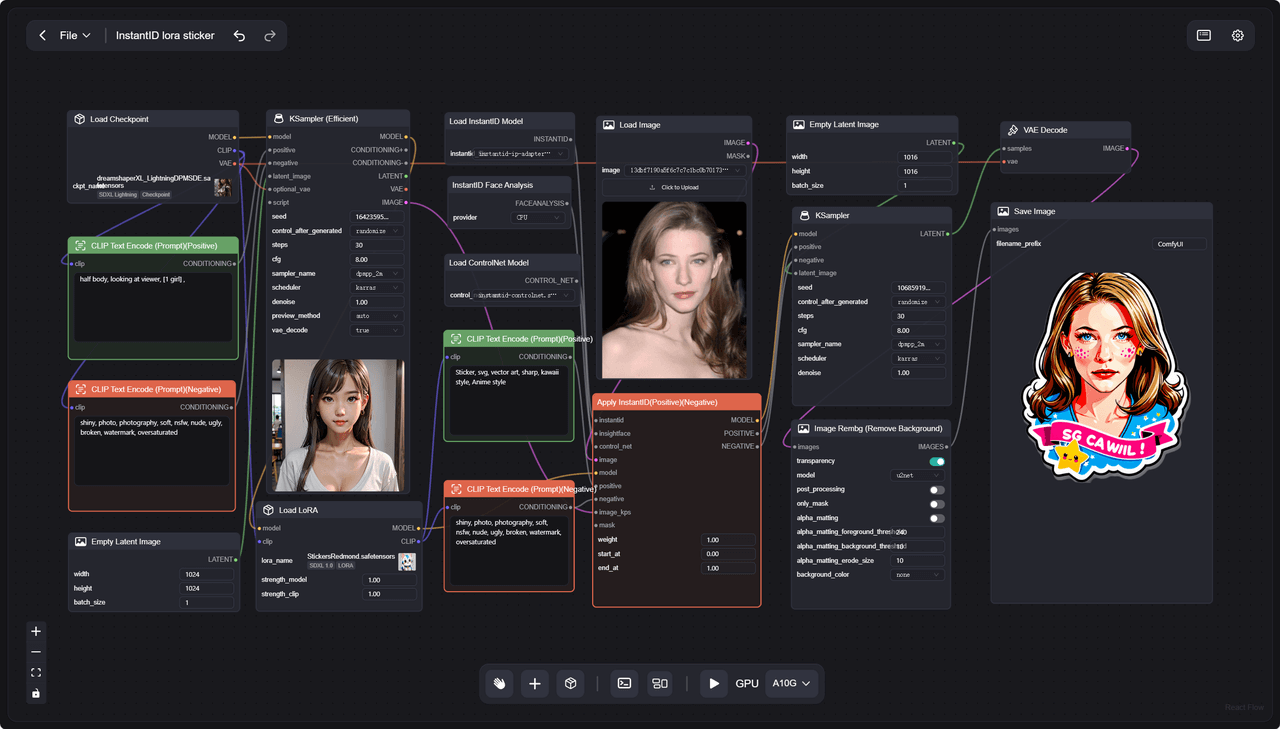 File
InstantID lora sticker
Load Checkpoint
MODEL
CLIP
VAE
dreamshaperXL_LightningDPMSDE.sa
ckpt_name
fetensors
SDXL Lightning
Checkpoint
CLIP Text Encode (Prompt)(Positive)
clip
CONDITIONING
half body, looking at viewer, [1 girl] ,
CLIP Text Encode (Prompt)(Negative)
clip
CONDITIONING
shiny, photo, photography, soft, nsfw, nude, ugly,
broken, watermark, oversaturated
Empty Latent Image
LATENT
width 1024
height 1024
batch_size 1
KSampler (Efficient)
model MODEL
positive CONDITIONING+
negative CONDITIONING-
latent_image LATENT
optional_vae VAE
script IMAGE
seed 16423595...
control_after_generated randomize
steps 30
cfg 8.00
sampler_name dpmpp_2m
scheduler karras
denoise 1.00
preview_method auto
vae_decode true
Load LoRA
model MODEL
clip CLIP
StickersRedmond.safetensors
lora_name
SDXL 1.0 LORA
strength_model 1.00
strength_clip 1.00
Load InstantID Model
INSTANTID
instantid-ip-adapter...
InstantID Face Analysis
FACEANALYSIS
provider CPU
Load ControlNet Model
CONTROL_NET
CLIP Text Encode (Prompt)(Positive)
clip CONDITIONING
Sticker, svg, vector art, sharp, kawaii
style, Anime style
CLIP Text Encode (Prompt)(Negative)
clip CONDITIONING
shiny, photo, photography, soft,
nsfw, nude, ugly, broken, watermark,
oversaturated
Load Image
IMAGE
MASK
image
Click to Upload
Apply InstantID(Positive)(Negative)
instantid MODEL
insightface POSITIVE
control_net NEGATIVE
image
model
positive
negative
image_kps
mask
weight 1.00
start_at 0.00
end_at 1.00
Empty Latent Image
LATENT
width 1016
height 1016
batch_size 1
KSampler
model LATENT
positive
negative
latent_image
seed 10685919...
control_after_generated randomize
steps 30
cfg 8.00
sampler_name dpmpp_2m
scheduler karras
denoise 1.00
Image Rembg (Remove Background)
images IMAGES
transparency
model u2net
post_processing
only_mask
alpha_matting
alpha_matting_foreground_threshold 240
alpha_matting_background_threshold 10
alpha_matting_erode_size 10
background_color none
VAE Decode
samples IMAGE
vae
Save Image
images
filename_prefix ComfyUI
SG CAWIIL !
GPU A10G
React Flow